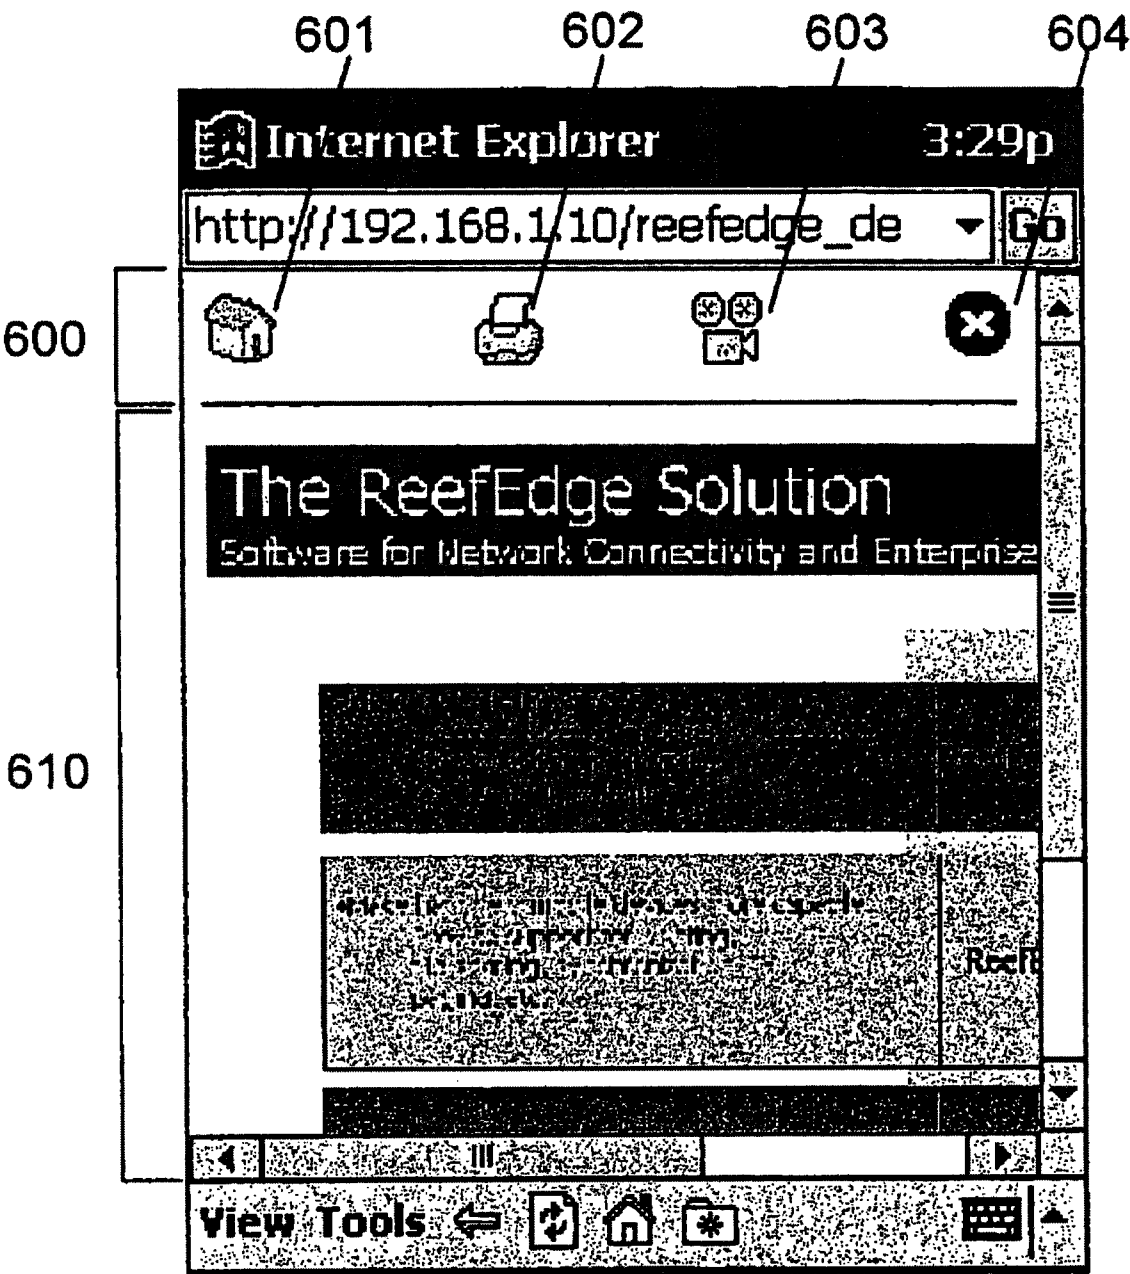 601 602 603 604
Internet Explorer 3:29p
http://192.168.1.10/reefedge_de Go
600
The ReefEdge Solution
Software for Network Connectivity and Enterprise
610
View Tools